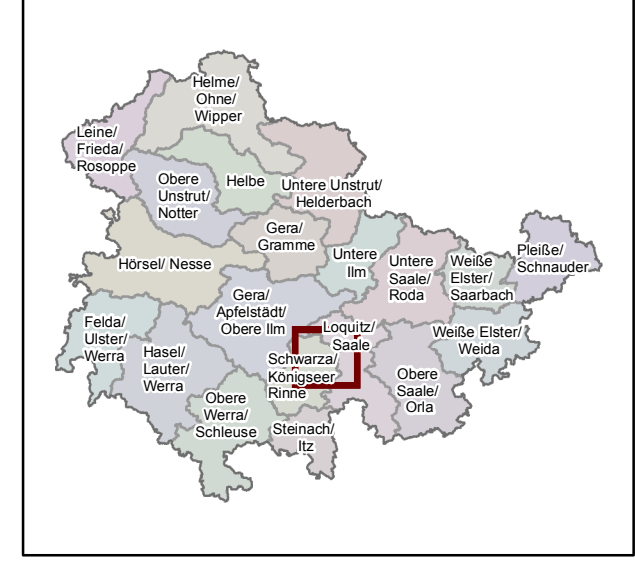 Helme/
Ohne/
Wipper
Leine/
Frieda/
Rosoppe
Obere
Unstrut/
Notter
Helbe
Untere Unstrut/
Helderbach
Gera/
Gramme
Hörsel/ Nesse
Untere
Ilm
Untere
Saale/
Roda
Weiße
Elster/
Saarbach
Pleiße/
Schnauder
Gera/
Apfelstädt/
Obere Ilm
Felda/
Ulster/
Werra
Hasel/
Lauter/
Werra
Loquitz/
Saale
Weiße Elster/
Weida
Schwarza/
Königseer
Rinne
Obere
Saale/
Orla
Obere
Werra/
Schleuse
Steinach/
Itz